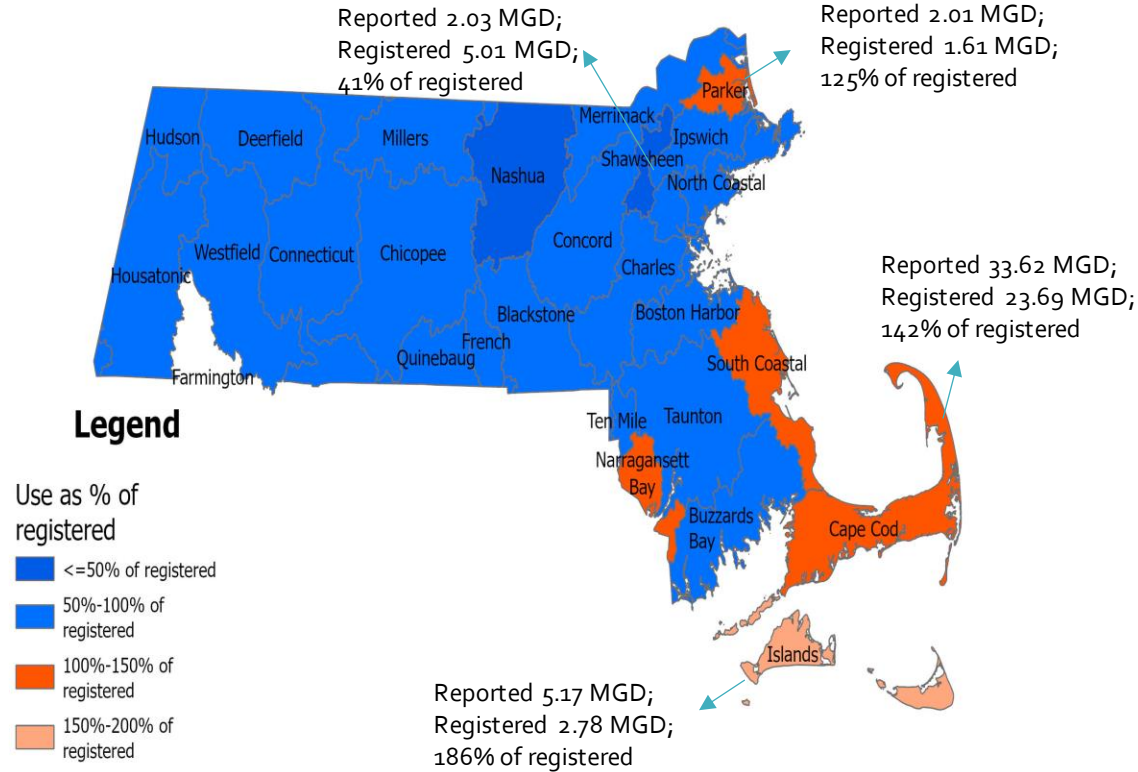 Reported 2.03 MGD;
Registered 5.01 MGD;
41% of registered
Reported 2.01 MGD;
Registered 1.61 MGD;
125% of registered
Parker
Merrimack
Hudson
Deerfield
Millers
Ipswich
Shawsheen
Nashua
North Coastal
Concord
Westfield
Connecticut
Chicopee
Charles
Housatonic
Reported 33.62 MGD;
Registered 23.69 MGD;
142% of registered
Blackstone
Boston Harbor
French
Quinebaug
South Coastal
Farmington
Ten Mile
Taunton
Narragansett
Bay
Buzzards
Bay
Cape Cod
Islands
Legend
Use as % of
registered
<=50% of registered
50%-100% of
registered
100%-150% of
registered
150%-200% of
registered
Reported 5.17 MGD;
Registered 2.78 MGD;
186% of registered